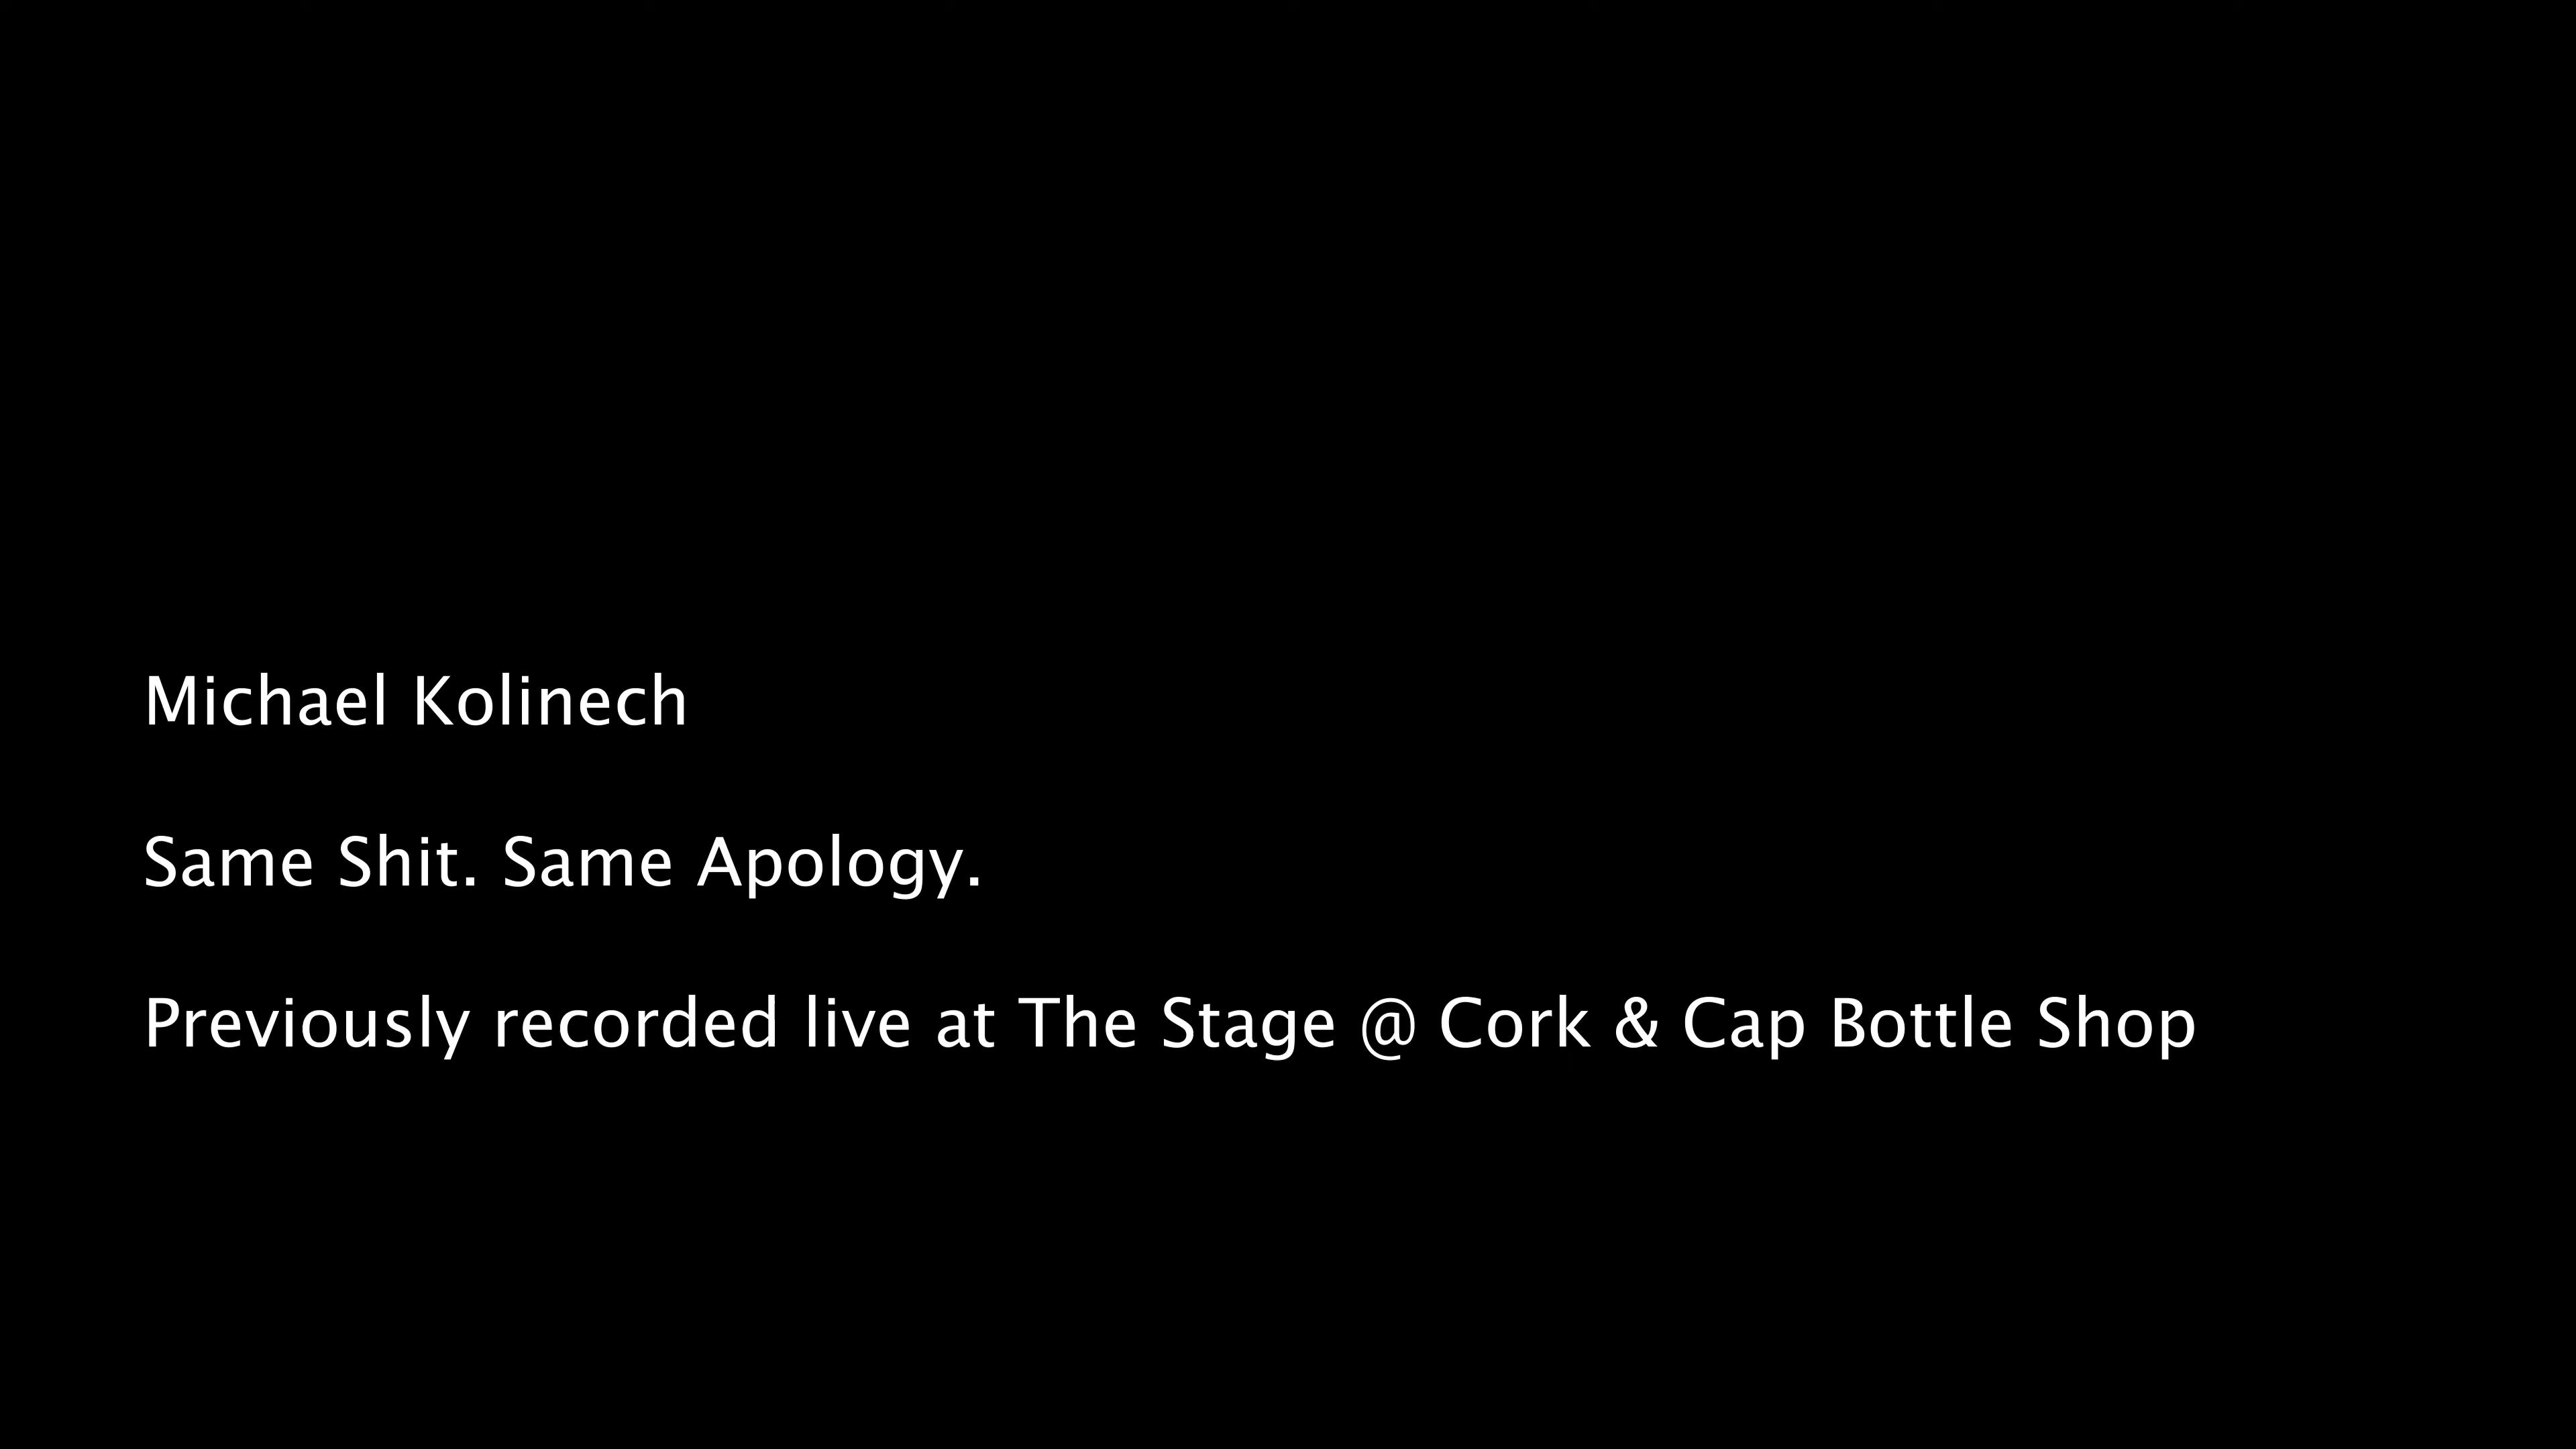 Michael Kolinech
Same Shit. Same Apology.
Previously recorded live at The Stage @ Cork & Cap Bottle Shop